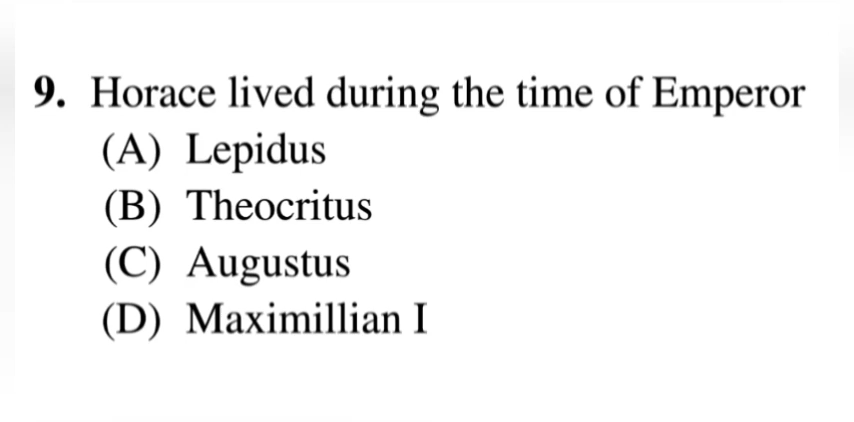 9. Horace lived during the time of Emperor
(A) Lepidus
(B) Theocritus
(C) Augustus
(D) Maximillian I